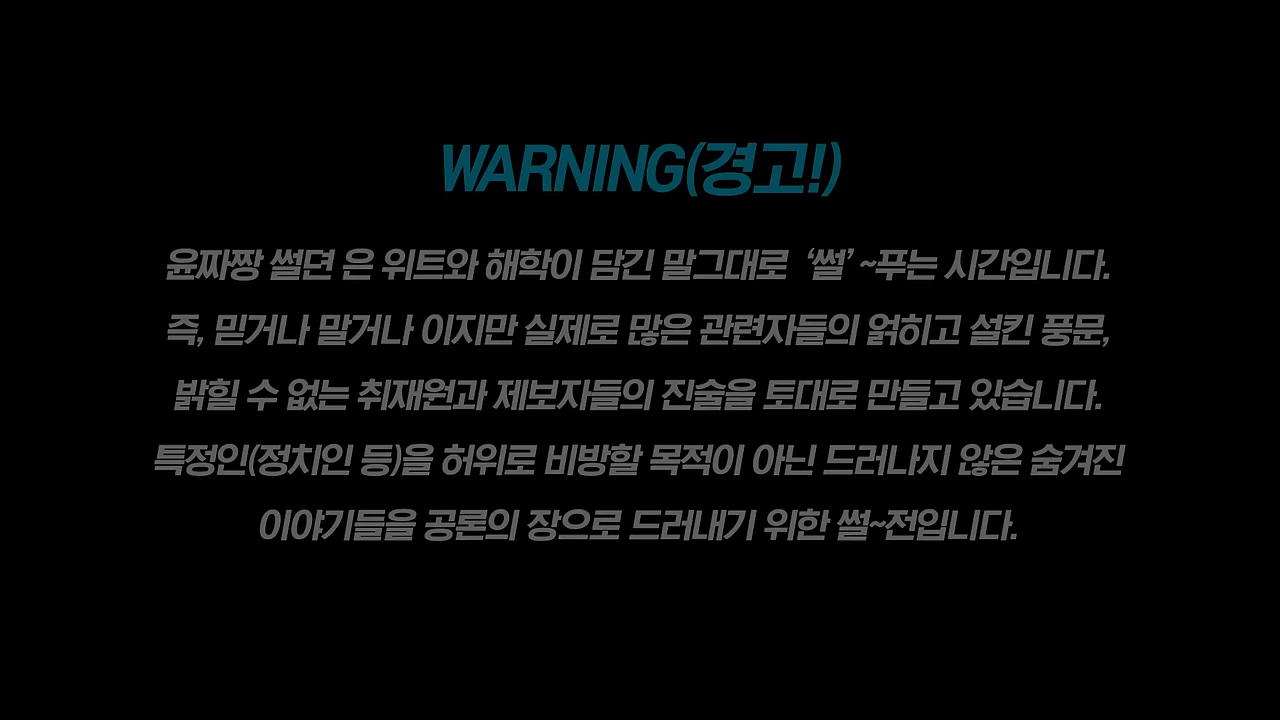 WARNING(경고!)
윤짜짱 썰뎐 은 위트와 해학이 담긴 말그대로 ‘썰’ ~푸는 시간입니다.
즉, 믿거나 말거나 이지만 실제로 많은 관련자들의 얽히고 설킨 풍문,
밝힐 수 없는 취재원과 제보자들의 진술을 토대로 만들고 있습니다.
특정인(정치인 등)을 허위로 비방할 목적이 아닌 드러나지 않은 숨겨진
이야기들을 공론의 장으로 드러내기 위한 썰~전입니다.